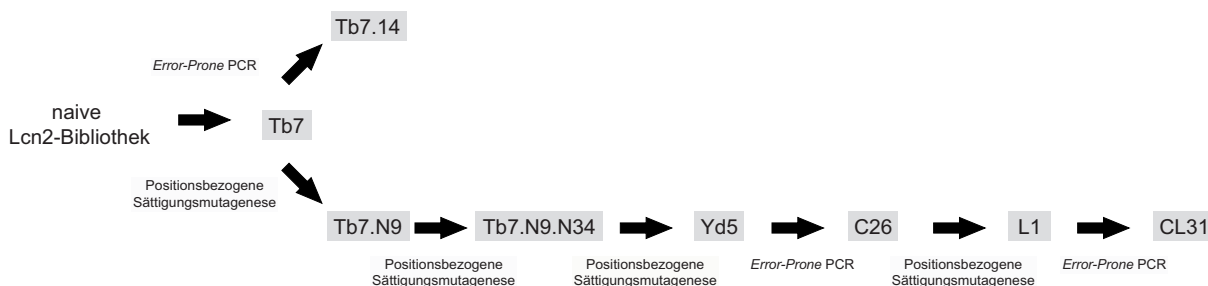 Tb7.14
Error-Prone PCR
naive
Lcn2-Bibliothek
Tb7
Positionsbezogene
Sättigungsmutagenese
Tb7.N9
Tb7.N9.N34
Yd5
C26
L1
CL31
Positionsbezogene
Sättigungsmutagenese
Positionsbezogene
Sättigungsmutagenese
Error-Prone PCR
Positionsbezogene
Sättigungsmutagenese
Error-Prone PCR